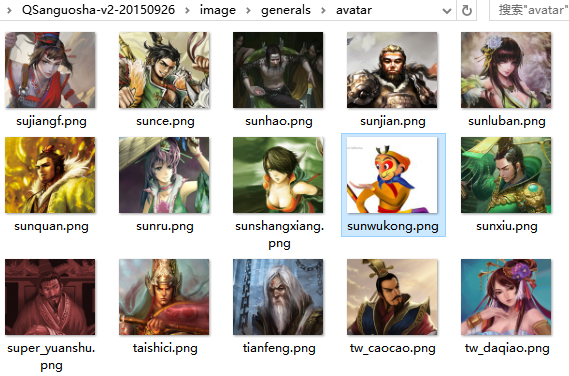 QSanguosha-v2-20150926 > image > generals > avatar
搜索"avatar"
sujiangf.png
sunce.png
sunhao.png
sunjian.png
sunluban.png
sunquan.png
sunru.png
sunshangxiang.
png
sunwukong.png
sunxiu.png
super_yuanshu.
png
taishici.png
tianfeng.png
tw_caocao.png
tw_daqiao.png